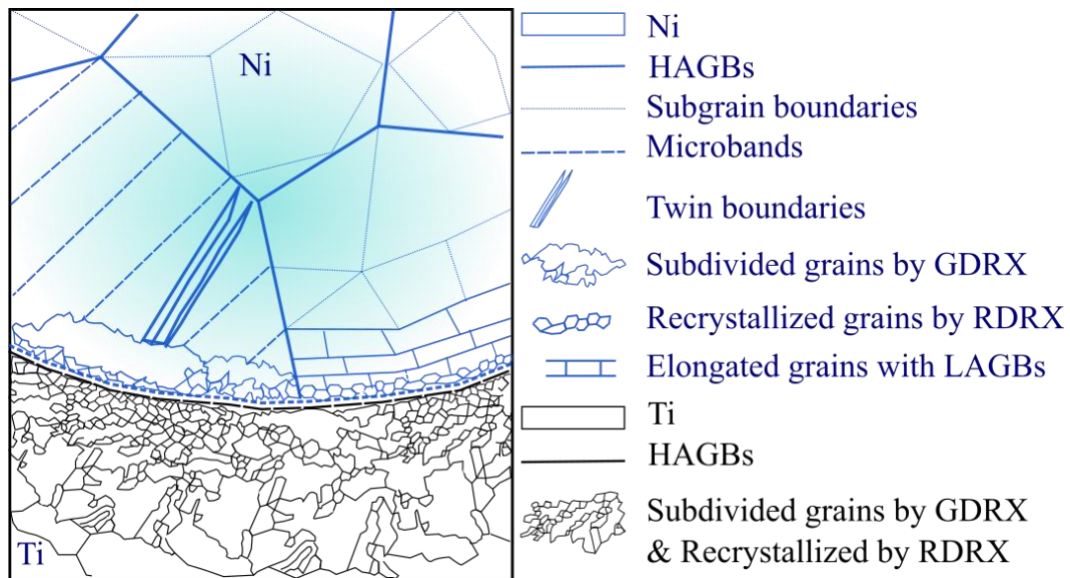 Ni
Ti
Ni
HAGBs
Subgrain boundaries
Microbands
Twin boundaries
Subdivided grains by GDRX
Recrystallized grains by RDRX
Elongated grains with LAGBs
Ti
HAGBs
Subdivided grains by GDRX
& Recrystallized by RDRX